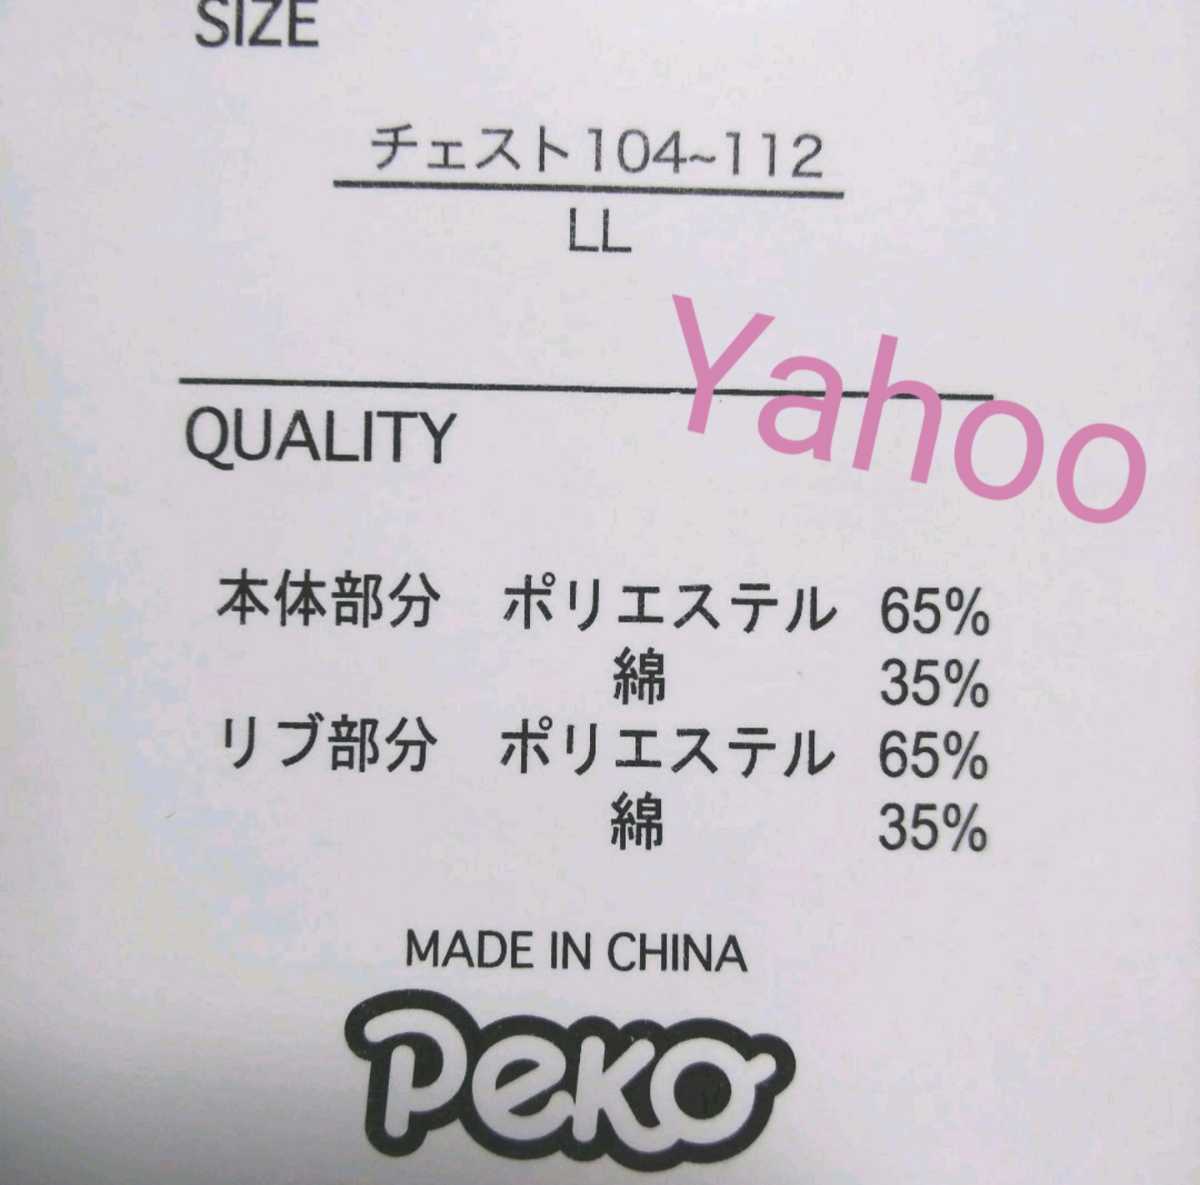 SIZE
チェスト104~112
LL
Yahoo
QUALITY
本体部分 ポリエステル 65%
綿 35%
リブ部分 ポリエステル 65%
綿 35%
MADE IN CHINA
Peko